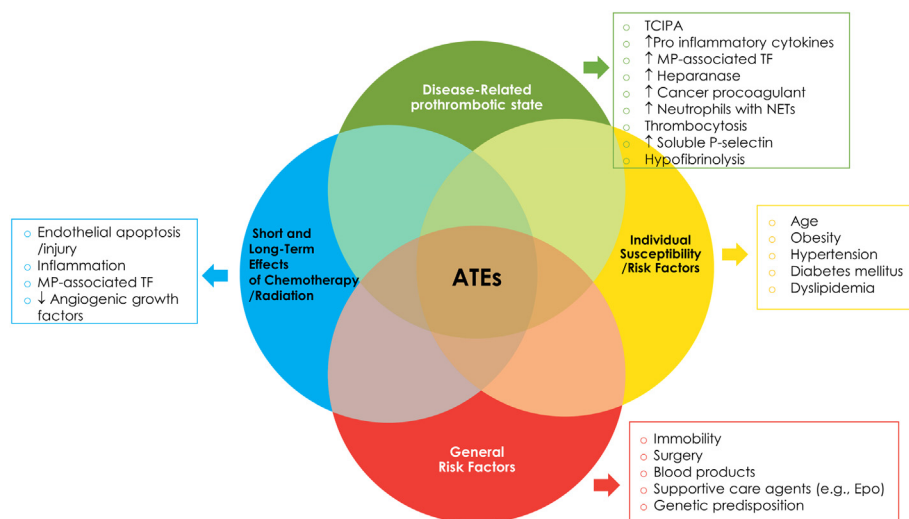 TCIPA
↑Pro inflammatory cytokines
↑ MP-associated TF
↑ Heparanase
↑ Cancer procoagulant
↑ Neutrophils with NETs
Thrombocytosis
↑ Soluble P-selectin
Hypofibrinolysis
Disease-Related
prothrombotic state
Endothelial apoptosis
/injury
Inflammation
MP-associated TF
↓ Angiogenic growth
factors
Short and
Long-Term
Effects
of Chemotherapy
/Radiation
ATEs
Individual
Susceptibility
/Risk Factors
Age
Obesity
Hypertension
Diabetes mellitus
Dyslipidemia
General
Risk Factors
Immobility
Surgery
Blood products
Supportive care agents (e.g., Epo)
Genetic predisposition